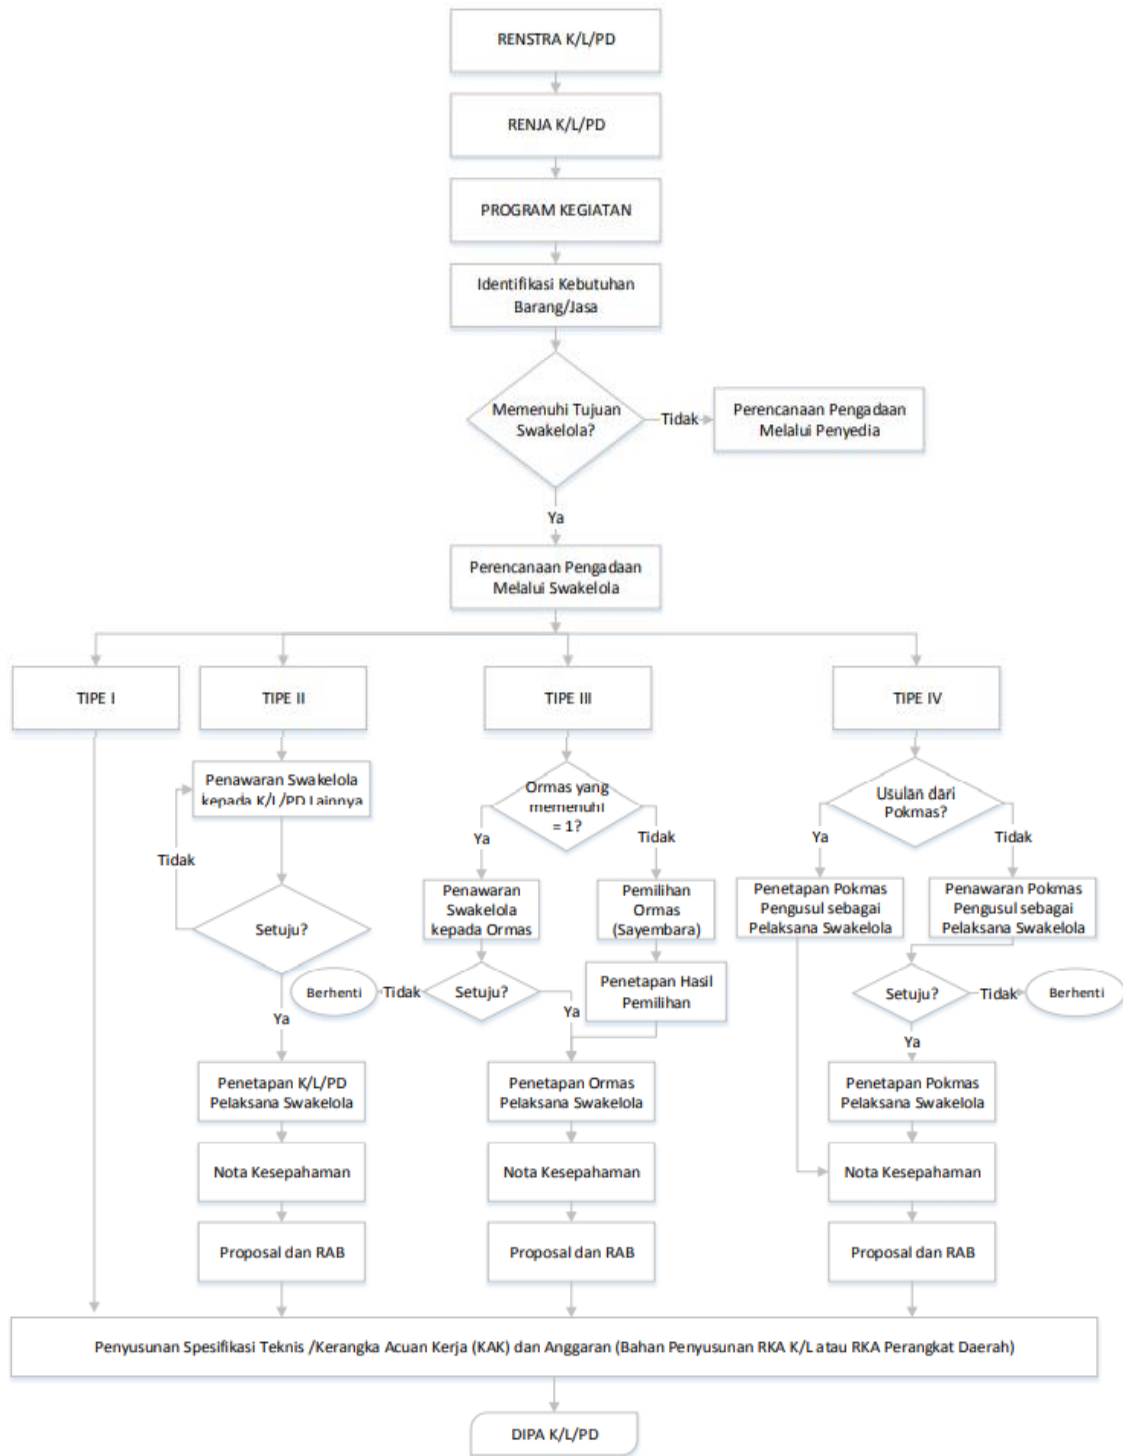 RENSTRA K/L/PD
RENJA K/L/PD
PROGRAM KEGIATAN
Identifikasi Kebutuhan
Barang/Jasa
Memenuhi Tujuan
Swakelola?
Tidak
Perencanaan Pengadaan
Melalui Penyedia
Ya
Perencanaan Pengadaan
Melalui Swakelola
TIPE I
TIPE II
TIPE III
TIPE IV
Penawaran Swakelola
kepada K/L/PD Lainnya
Tidak
Setuju?
Ya
Penetapan K/L/PD
Pelaksana Swakelola
Nota Kesepahaman
Proposal dan RAB
Ormas yang
memenuhi
= 1?
Ya
Tidak
Penawaran
Swakelola
kepada Ormas
Pemilihan
Ormas
(Sayembara)
Setuju?
Tidak
Berhenti
Ya
Penetapan Hasil
Pemilihan
Penetapan Ormas
Pelaksana Swakelola
Nota Kesepahaman
Proposal dan RAB
Usulan dari
Pokmas?
Ya
Tidak
Penetapan Pokmas
Pengusul sebagai
Pelaksana Swakelola
Penawaran Pokmas
Pengusul sebagai
Pelaksana Swakelola
Setuju?
Tidak
Berhenti
Ya
Penetapan Pokmas
Pelaksana Swakelola
Nota Kesepahaman
Proposal dan RAB
Penyusunan Spesifikasi Teknis /Kerangka Acuan Kerja (KAK) dan Anggaran (Bahan Penyusunan RKA K/L atau RKA Perangkat Daerah)
DIPA K/L/PD